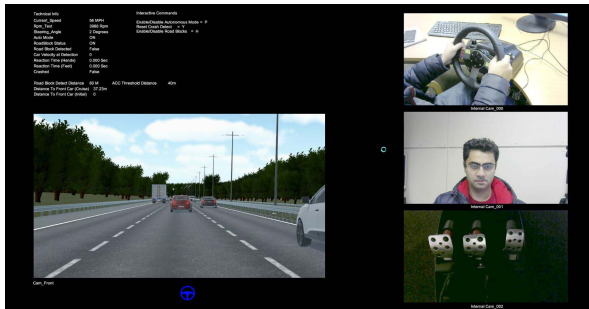 Technical Info
Current_Speed 56 MPH
Rpm_Text 3968 Rpm
Steering_Angle 2 Degrees
Auto Mode ON
RoadBlock Status ON
Road Block Detected False
Car Velocity at Detection 0
Reaction Time (Hands) 0.000 Sec
Reaction Time (Feet) 0.000 Sec
Crashed False
Road Block Detect Distance 80 M ACC Threshold Distance 40m
Distance To Front Car (Cruise) 37.23m
Distance To Front Car (Initial) 0
Interactive Commands
Enable/Disable Autonomous Mode = P
Reset Crash Detect = Y
Enable/Disable Road Blocks = H
Internal Cam_000
Internal Cam_001
Cam_Front
Internal Cam_002